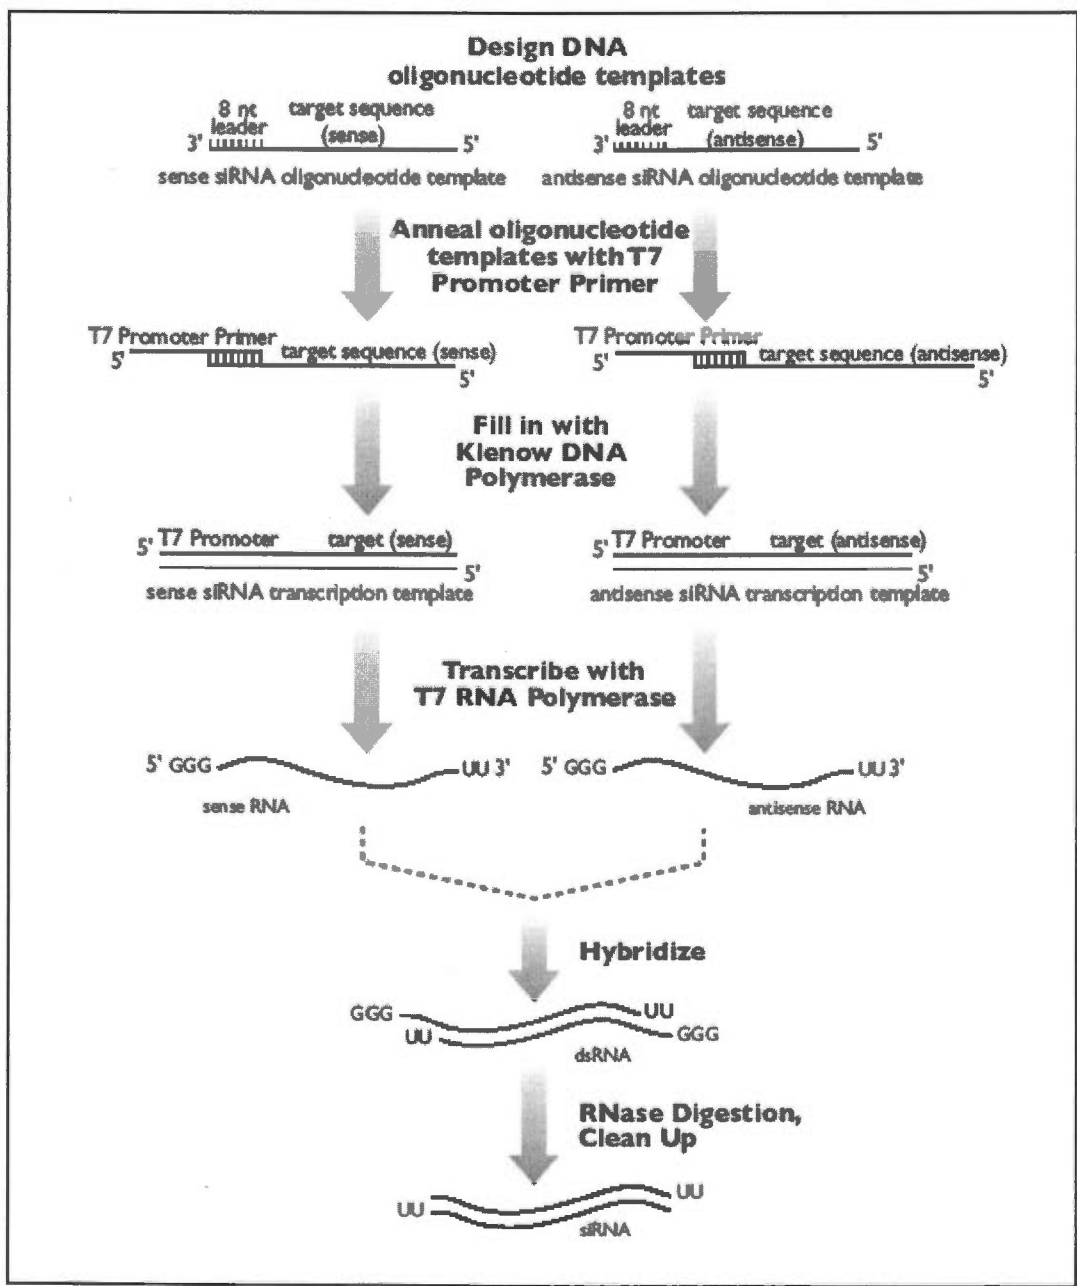 Design DNA
oligonucleotide templates
8 nt
leader
target sequence
(sense)
3'
5'
sense siRNA oligonucleotide template
8 nt
leader
target sequence
(antisense)
3'
5'
antisense siRNA oligonucleotide template
Anneal oligonucleotide
templates with T7
Promoter Primer
T7 Promoter Primer
5'
target sequence (sense)
5'
T7 Promoter Primer
5'
target sequence (antisense)
5'
Fill in with
Klenow DNA
Polymerase
5' T7 Promoter target (sense)
5'
sense siRNA transcription template
5' T7 Promoter target (antisense)
5'
antisense siRNA transcription template
Transcribe with
T7 RNA Polymerase
5' GGG UU 3'
sense RNA
5' GGG UU 3'
antisense RNA
Hybridize
GGG UU
UU GGG
dsRNA
RNase Digestion,
Clean Up
UU
UU
siRNA